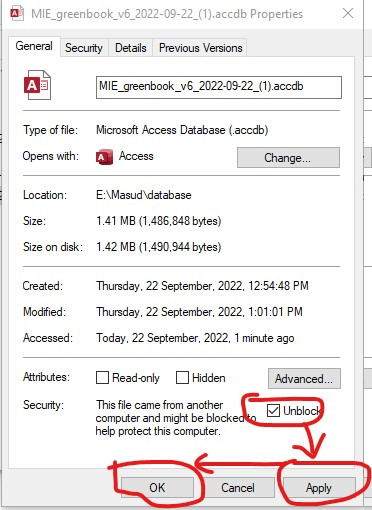 MIE_greenbook_v6_2022-09-22_(1).accdb Properties
General Security Details Previous Versions
MIE_greenbook_v6_2022-09-22_(1).accdb
Type of file: Microsoft Access Database (.accdb)
Opens with: Access Change...
Location: E:\Masud\database
Size: 1.41 MB (1,486,848 bytes)
Size on disk: 1.42 MB (1,490,944 bytes)
Created: Thursday, 22 September, 2022, 12:54:48 PM
Modified: Thursday, 22 September, 2022, 1:01:01 PM
Accessed: Today, 22 September, 2022, 1 minute ago
Attributes: Read-only Hidden Advanced...
Security: This file came from another Unblock
computer and might be blocked to
help protect this computer.
OK Cancel Apply